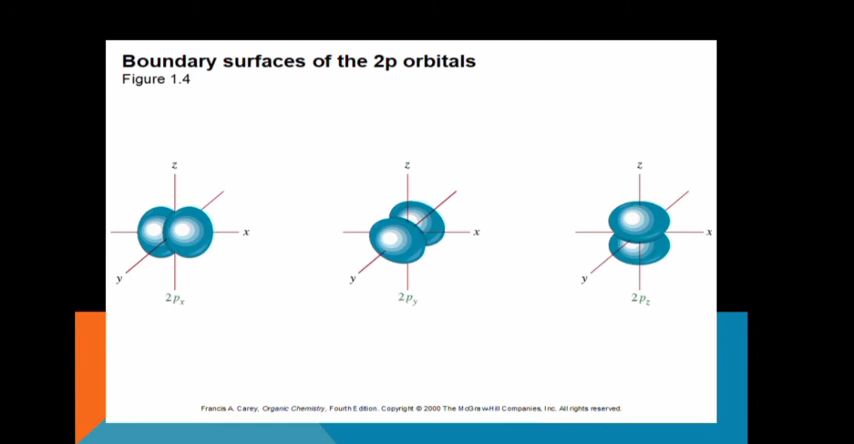 Boundary surfaces of the 2p orbitals
Figure 1.4
z z z
x x x
y y y
2px 2py 2pz
Francis A. Carey, Organic Chemistry, Fourth Edition. Copyright © 2000 The McGraw-Hill Companies, Inc. All rights reserved.